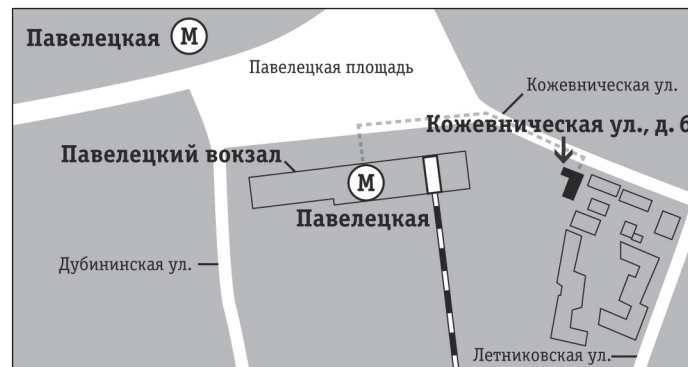 Павелецкая М
Павелецкая площадь
Кожевническая ул.
Кожевническая ул., д. 6
Павелецкий вокзал
М
Павелецкая
Дубининская ул.
Летниковская ул.